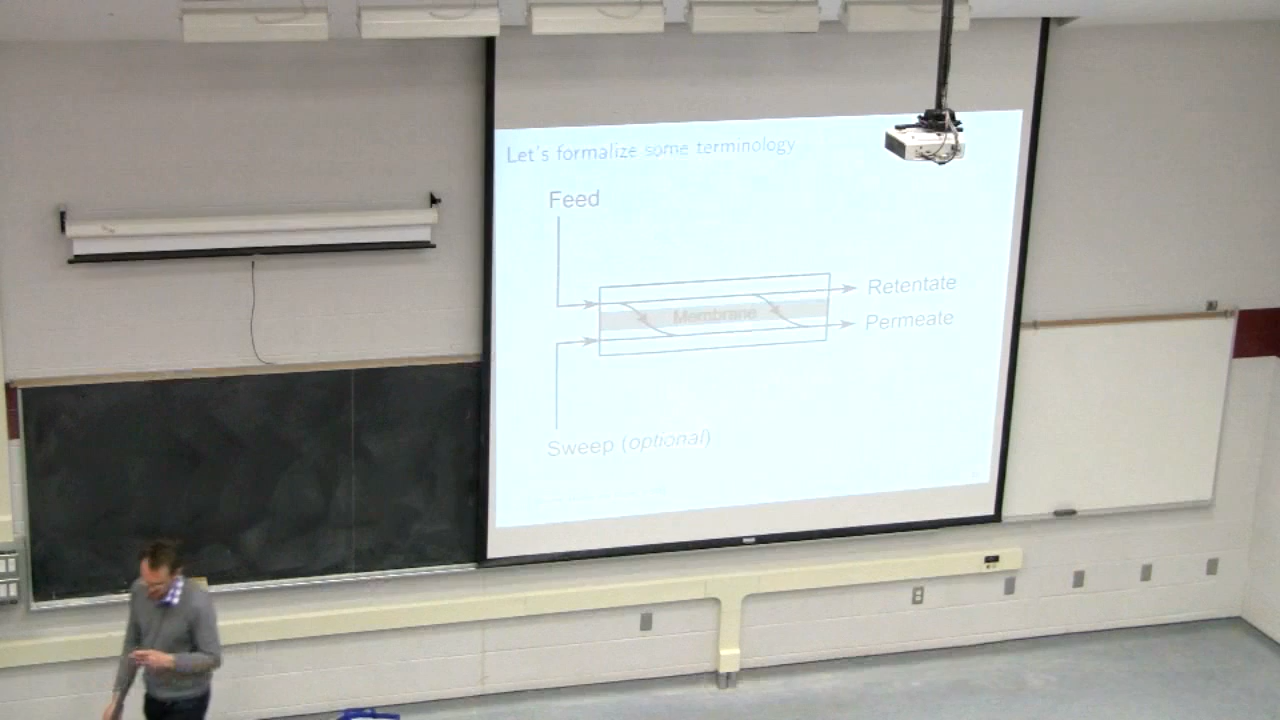 Let's formalize some terminology
Feed
Retentate
Membrane
Permeate
Sweep (optional)